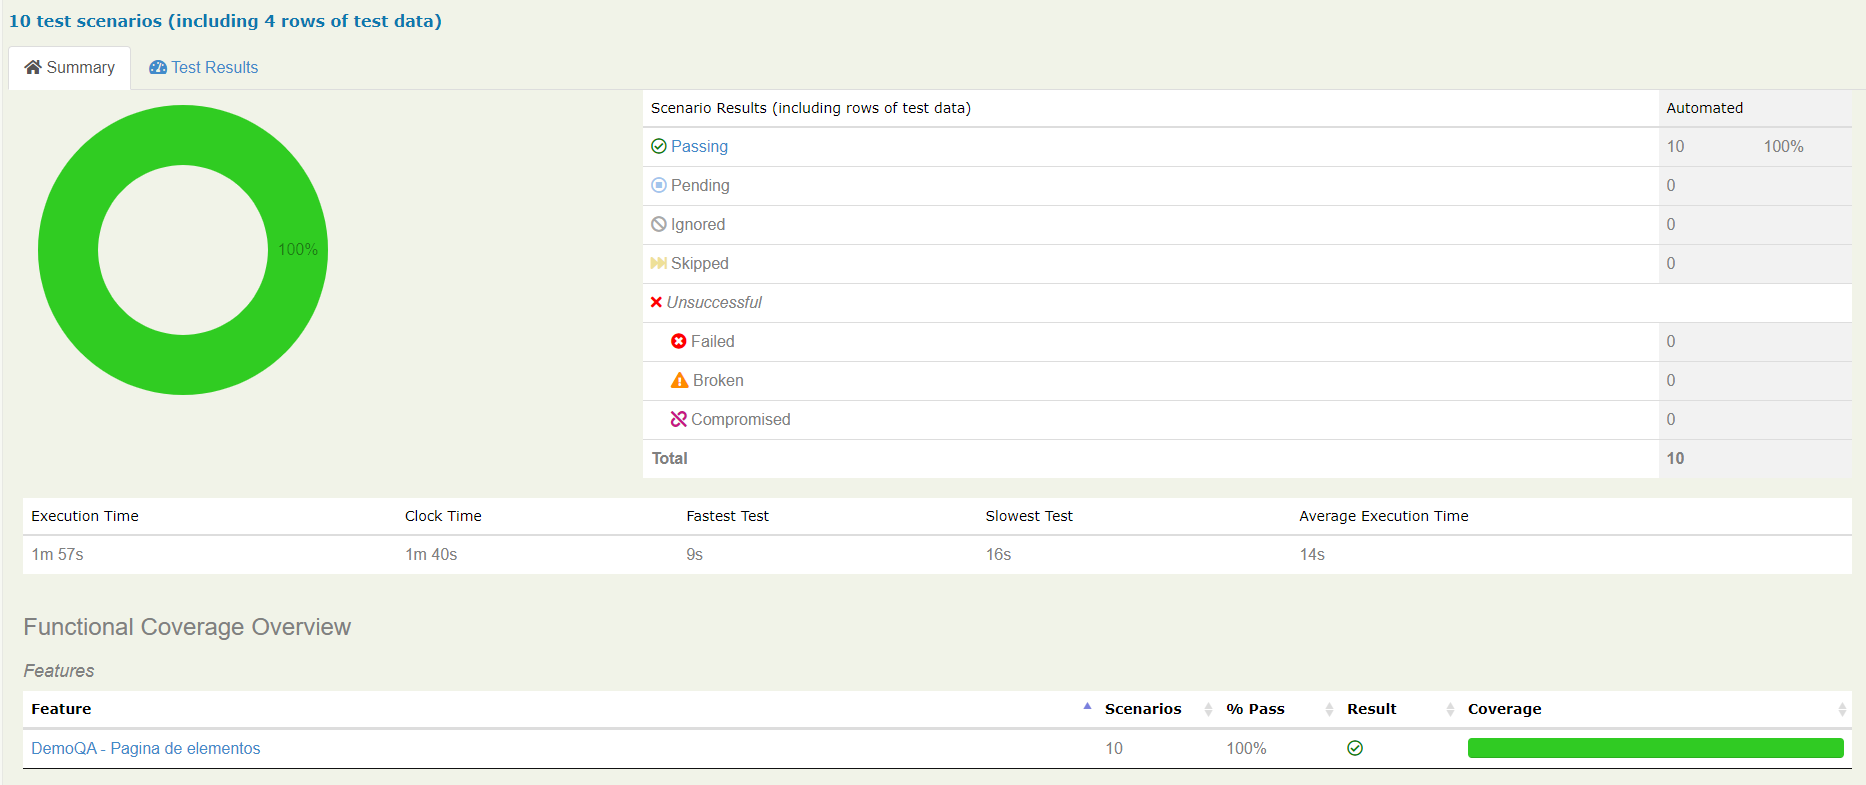 10 test scenarios (including 4 rows of test data)
Summary Test Results
100%
Scenario Results (including rows of test data) Automated
Passing 10 100%
Pending 0
Ignored 0
Skipped 0
Unsuccessful
Failed 0
Broken 0
Compromised 0
Total 10
Execution Time Clock Time Fastest Test Slowest Test Average Execution Time
1m 57s 1m 40s 9s 16s 14s
Functional Coverage Overview
Features
Feature Scenarios % Pass Result Coverage
DemoQA - Pagina de elementos 10 100%